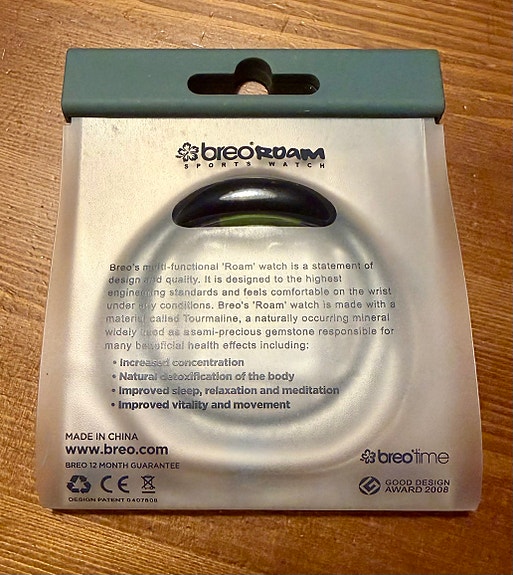 breo ROAM
SPORTS WATCH
Breo's multi-functional 'Roam' watch is a statement of
design and quality. It is designed to the highest
engineering standards and feels comfortable on the wrist
under any conditions. Breo's 'Roam' watch is made with a
material called Tourmaline, a naturally occurring mineral
widely used as a semi-precious gemstone responsible for
many beneficial health effects including:
• Increased concentration
• Natural detoxification of the body
• Improved sleep, relaxation and meditation
• Improved vitality and movement
MADE IN CHINA
www.breo.com
BREO 12 MONTH GUARANTEE
CE
DESIGN PATENT 0407808
breo time
GOOD DESIGN
AWARD 2008